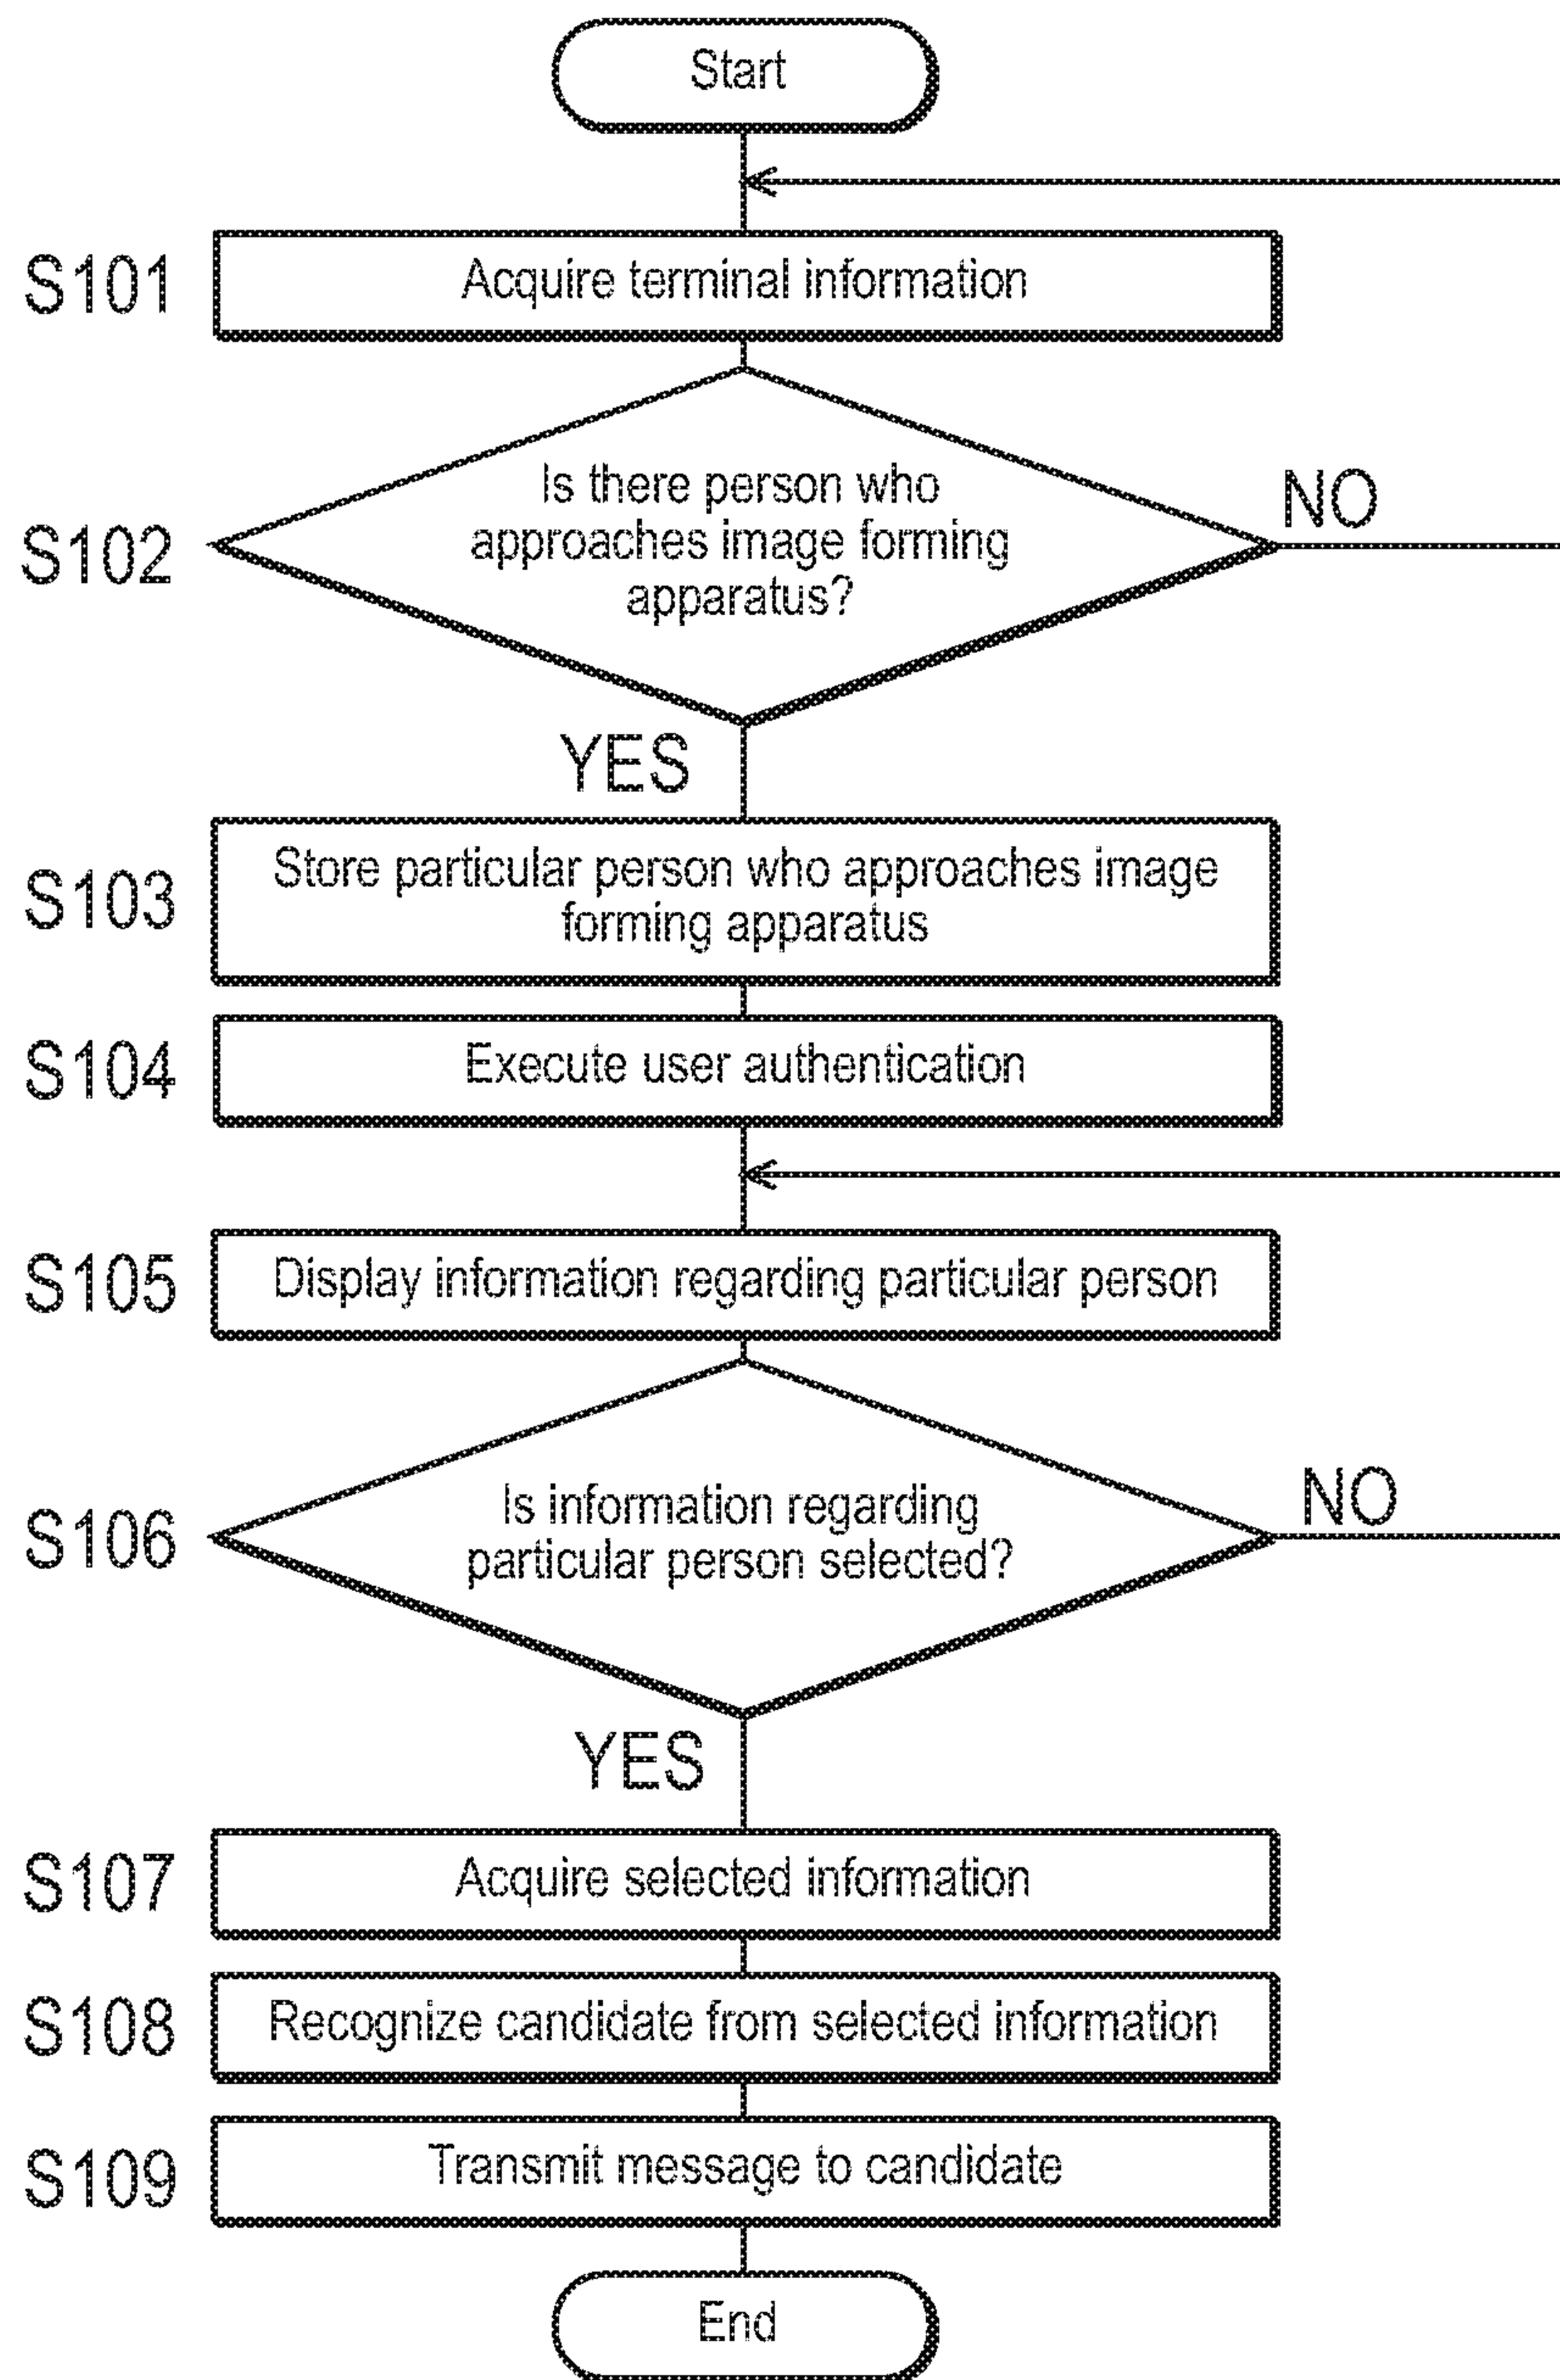 Start
S101
Acquire terminal information
S102
Is there person who
approaches image forming
apparatus?
NO
YES
S103
Store particular person who approaches image
forming apparatus
S104
Execute user authentication
S105
Display information regarding particular person
S106
Is information regarding
particular person selected?
NO
YES
S107
Acquire selected information
S108
Recognize candidate from selected information
S109
Transmit message to candidate
End